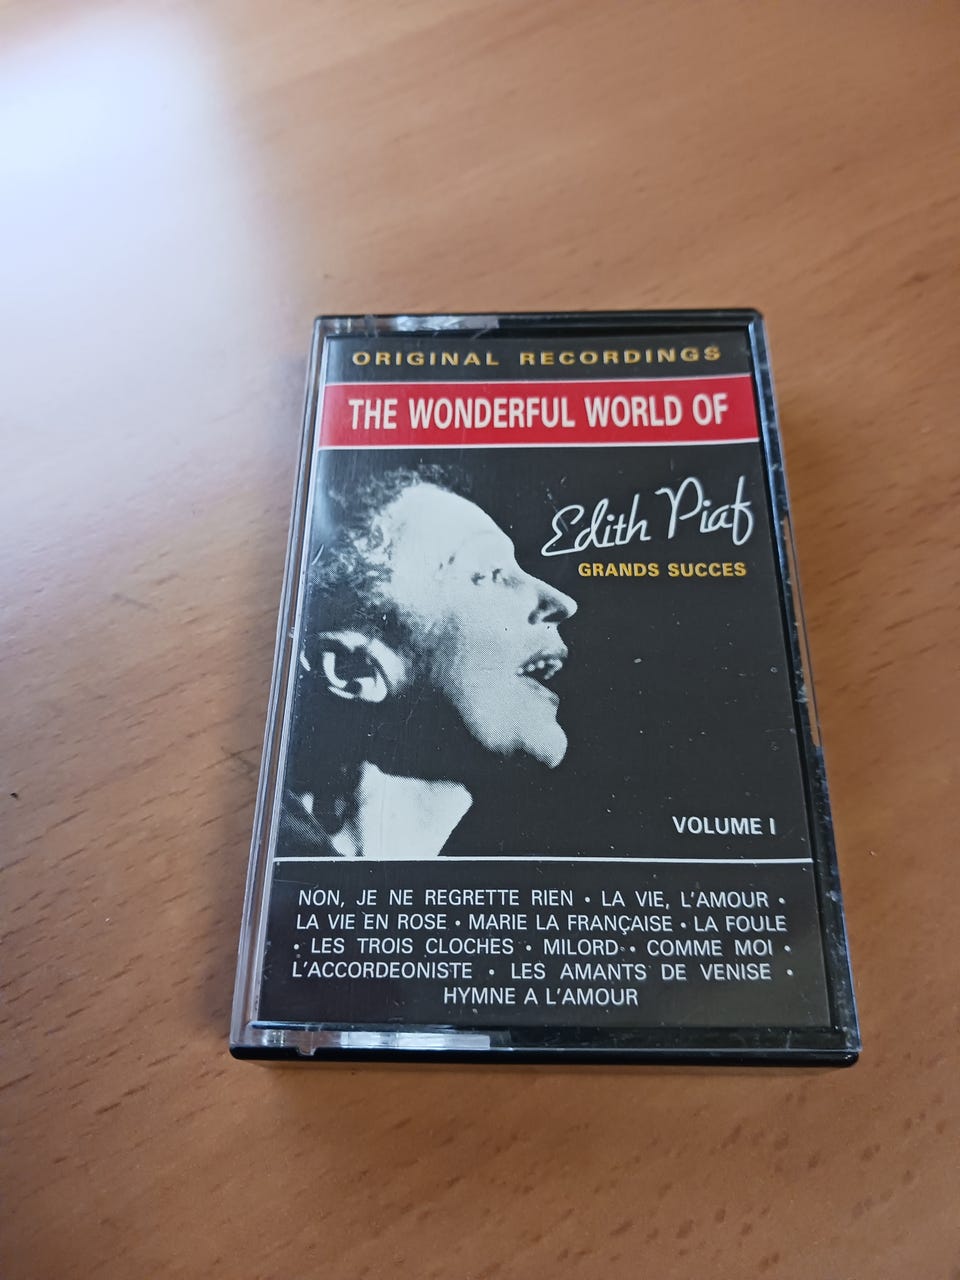 ORIGINAL RECORDINGS
THE WONDERFUL WORLD OF
Edith Piaf
GRANDS SUCCES
VOLUME I
NON, JE NE REGRETTE RIEN • LA VIE, L'AMOUR •
LA VIE EN ROSE • MARIE LA FRANÇAISE • LA FOULE
• LES TROIS CLOCHES • MILORD • COMME MOI •
L'ACCORDEONISTE • LES AMANTS DE VENISE •
HYMNE A L'AMOUR